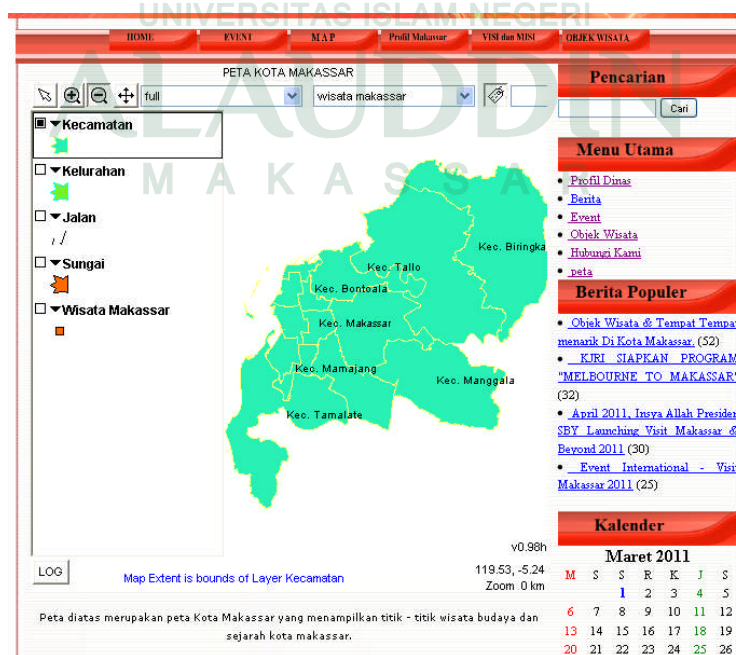 UNIVERSITAS ISLAM NEGERI
HOME EVENT MAP Profil Makassar VISI dan MISI OBJEK WISATA
ALAUDDIN
MAKASSAR
PETA KOTA MAKASSAR
full wisata makassar
Kecamatan
Kelurahan
Jalan
Sungai
Wisata Makassar
Kec. Biringka
Kec. Tallo
Kec. Bontoala
Kec. Makassar
Kec. Mamajang
Kec. Manggala
Kec. Tamalate
v0.98h
LOG
Map Extent is bounds of Layer Kecamatan
119.53, -5.24
Zoom 0 km
Peta diatas merupakan peta Kota Makassar yang menampilkan titik - titik wisata budaya dan
sejarah kota makassar.
Pencarian
Cari
Menu Utama
Profil Dinas
Berita
Event
Objek Wisata
Hubungi Kami
peta
Berita Populer
Objek Wisata & Tempat Tempat
menarik Di Kota Makassar. (52)
KJRI SIAPKAN PROGRAM
"MELBOURNE TO MAKASSAR"
(32)
April 2011, Insya Allah Presiden
SBY Launching Visit Makassar &
Beyond 2011 (30)
Event International - Visit
Makassar 2011 (25)
Kalender
Maret 2011
M S S R K J S
1 2 3 4 5
6 7 8 9 10 11 12
13 14 15 16 17 18 19
20 21 22 23 24 25 26